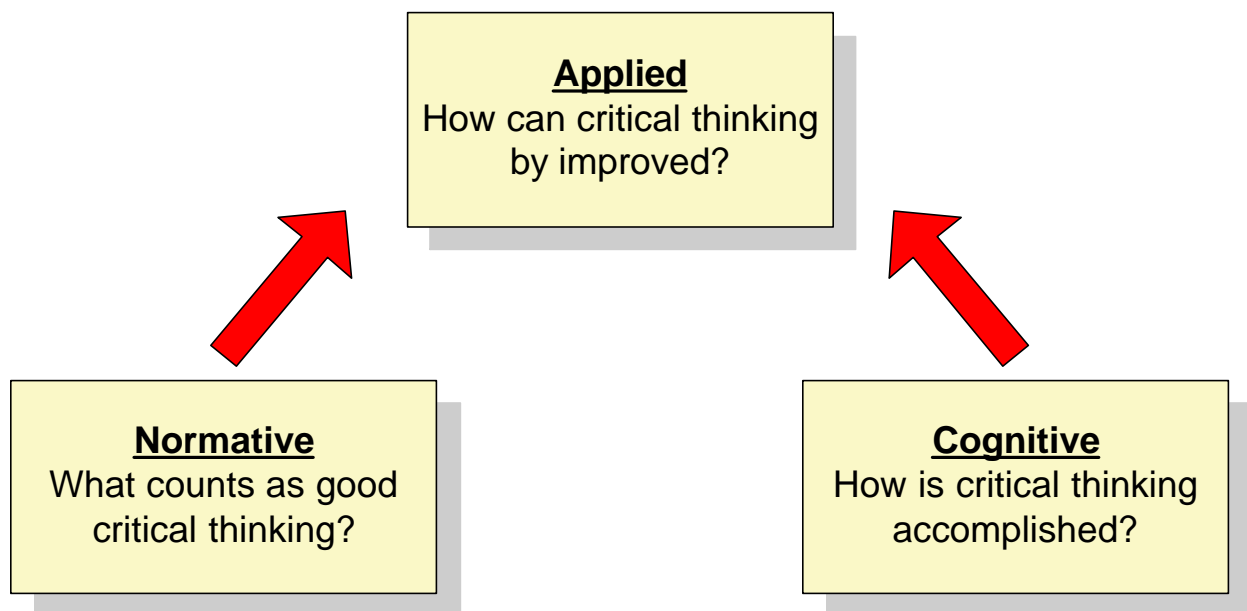 Applied
How can critical thinking
by improved?
Normative
What counts as good
critical thinking?
Cognitive
How is critical thinking
accomplished?